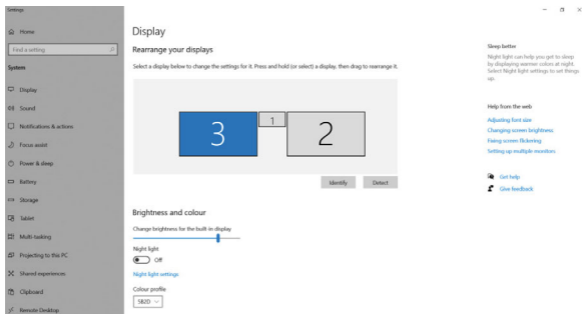 Settings
Home
Find a setting
System
Display
Sound
Notifications & actions
Focus assist
Power & sleep
Battery
Storage
Tablet
Multi-tasking
Projecting to this PC
Shared experiences
Clipboard
Remote Desktop
Display
Rearrange your displays
Select a display below to change the settings for it. Press and hold (or select) a display, then drag to rearrange it.
3
1
2
Identify
Detect
Brightness and colour
Change brightness for the built-in display
Night light
Off
Night light settings
Colour profile
SB2D
Sleep better
Night light can help you get to sleep
by displaying warmer colors at night.
Select Night light settings to set things
up.
Help from the web
Adjusting font size
Changing screen brightness
Fixing screen flickering
Setting up multiple monitors
Get help
Give feedback